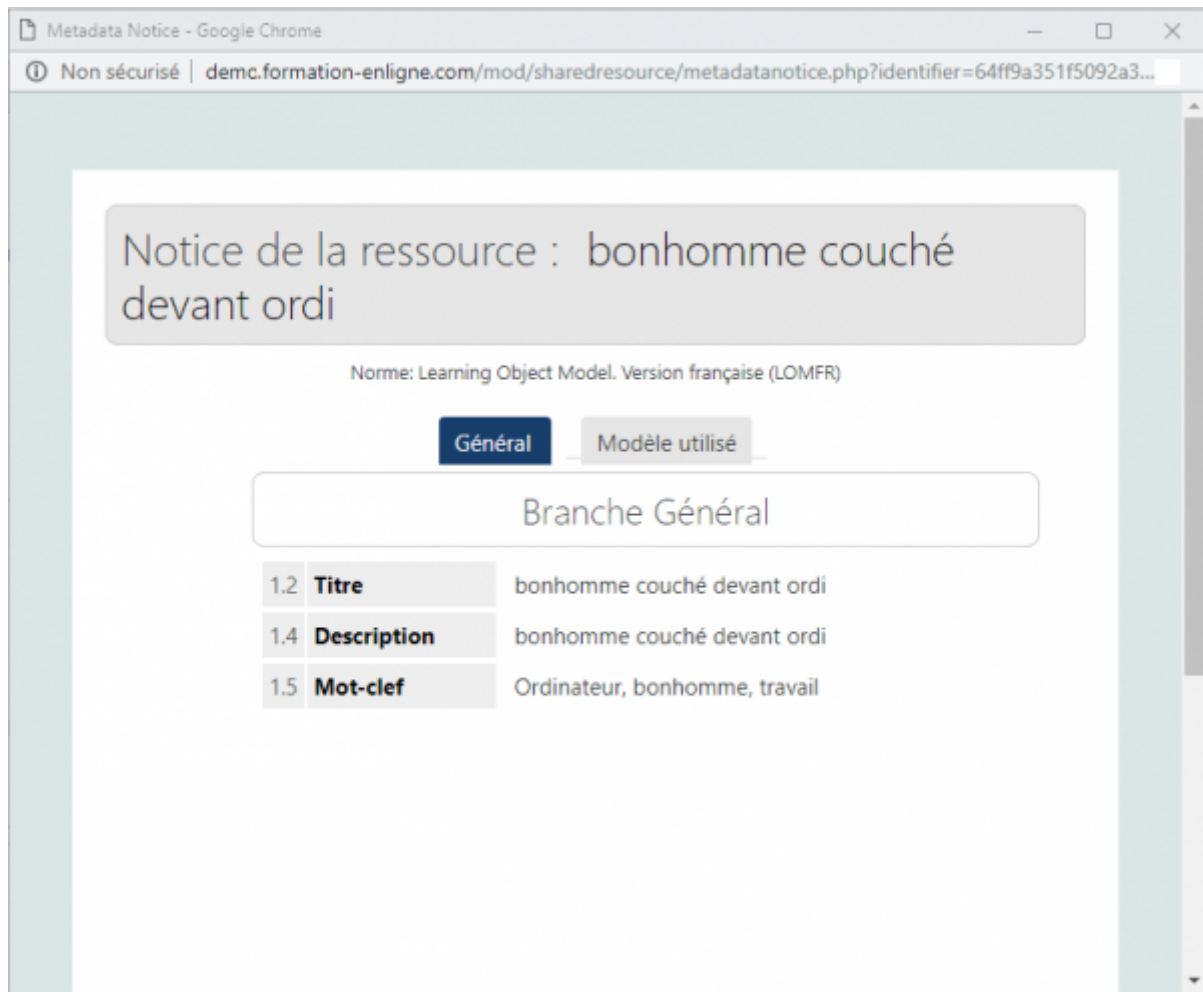 Metadata Notice - Google Chrome
Non sécurisé | demc.formation-enligne.com/mod/sharedresource/metadatanotice.php?identifier=64ff9a351f5092a3...
Notice de la ressource : bonhomme couché
devant ordi
Norme: Learning Object Model. Version française (LOMFR)
Général Modèle utilisé
Branche Général
1.2 Titre bonhomme couché devant ordi
1.4 Description bonhomme couché devant ordi
1.5 Mot-clef Ordinateur, bonhomme, travail